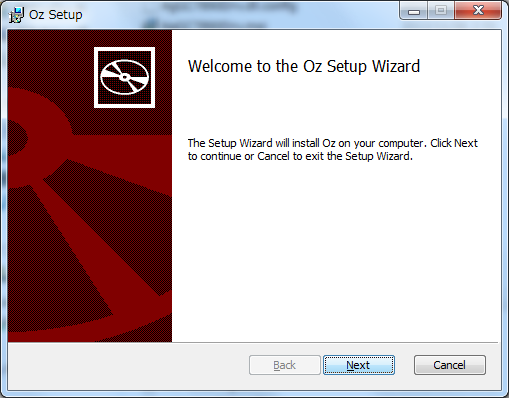 Oz Setup
Welcome to the Oz Setup Wizard
The Setup Wizard will install Oz on your computer. Click Next
to continue or Cancel to exit the Setup Wizard.
Back
Next
Cancel